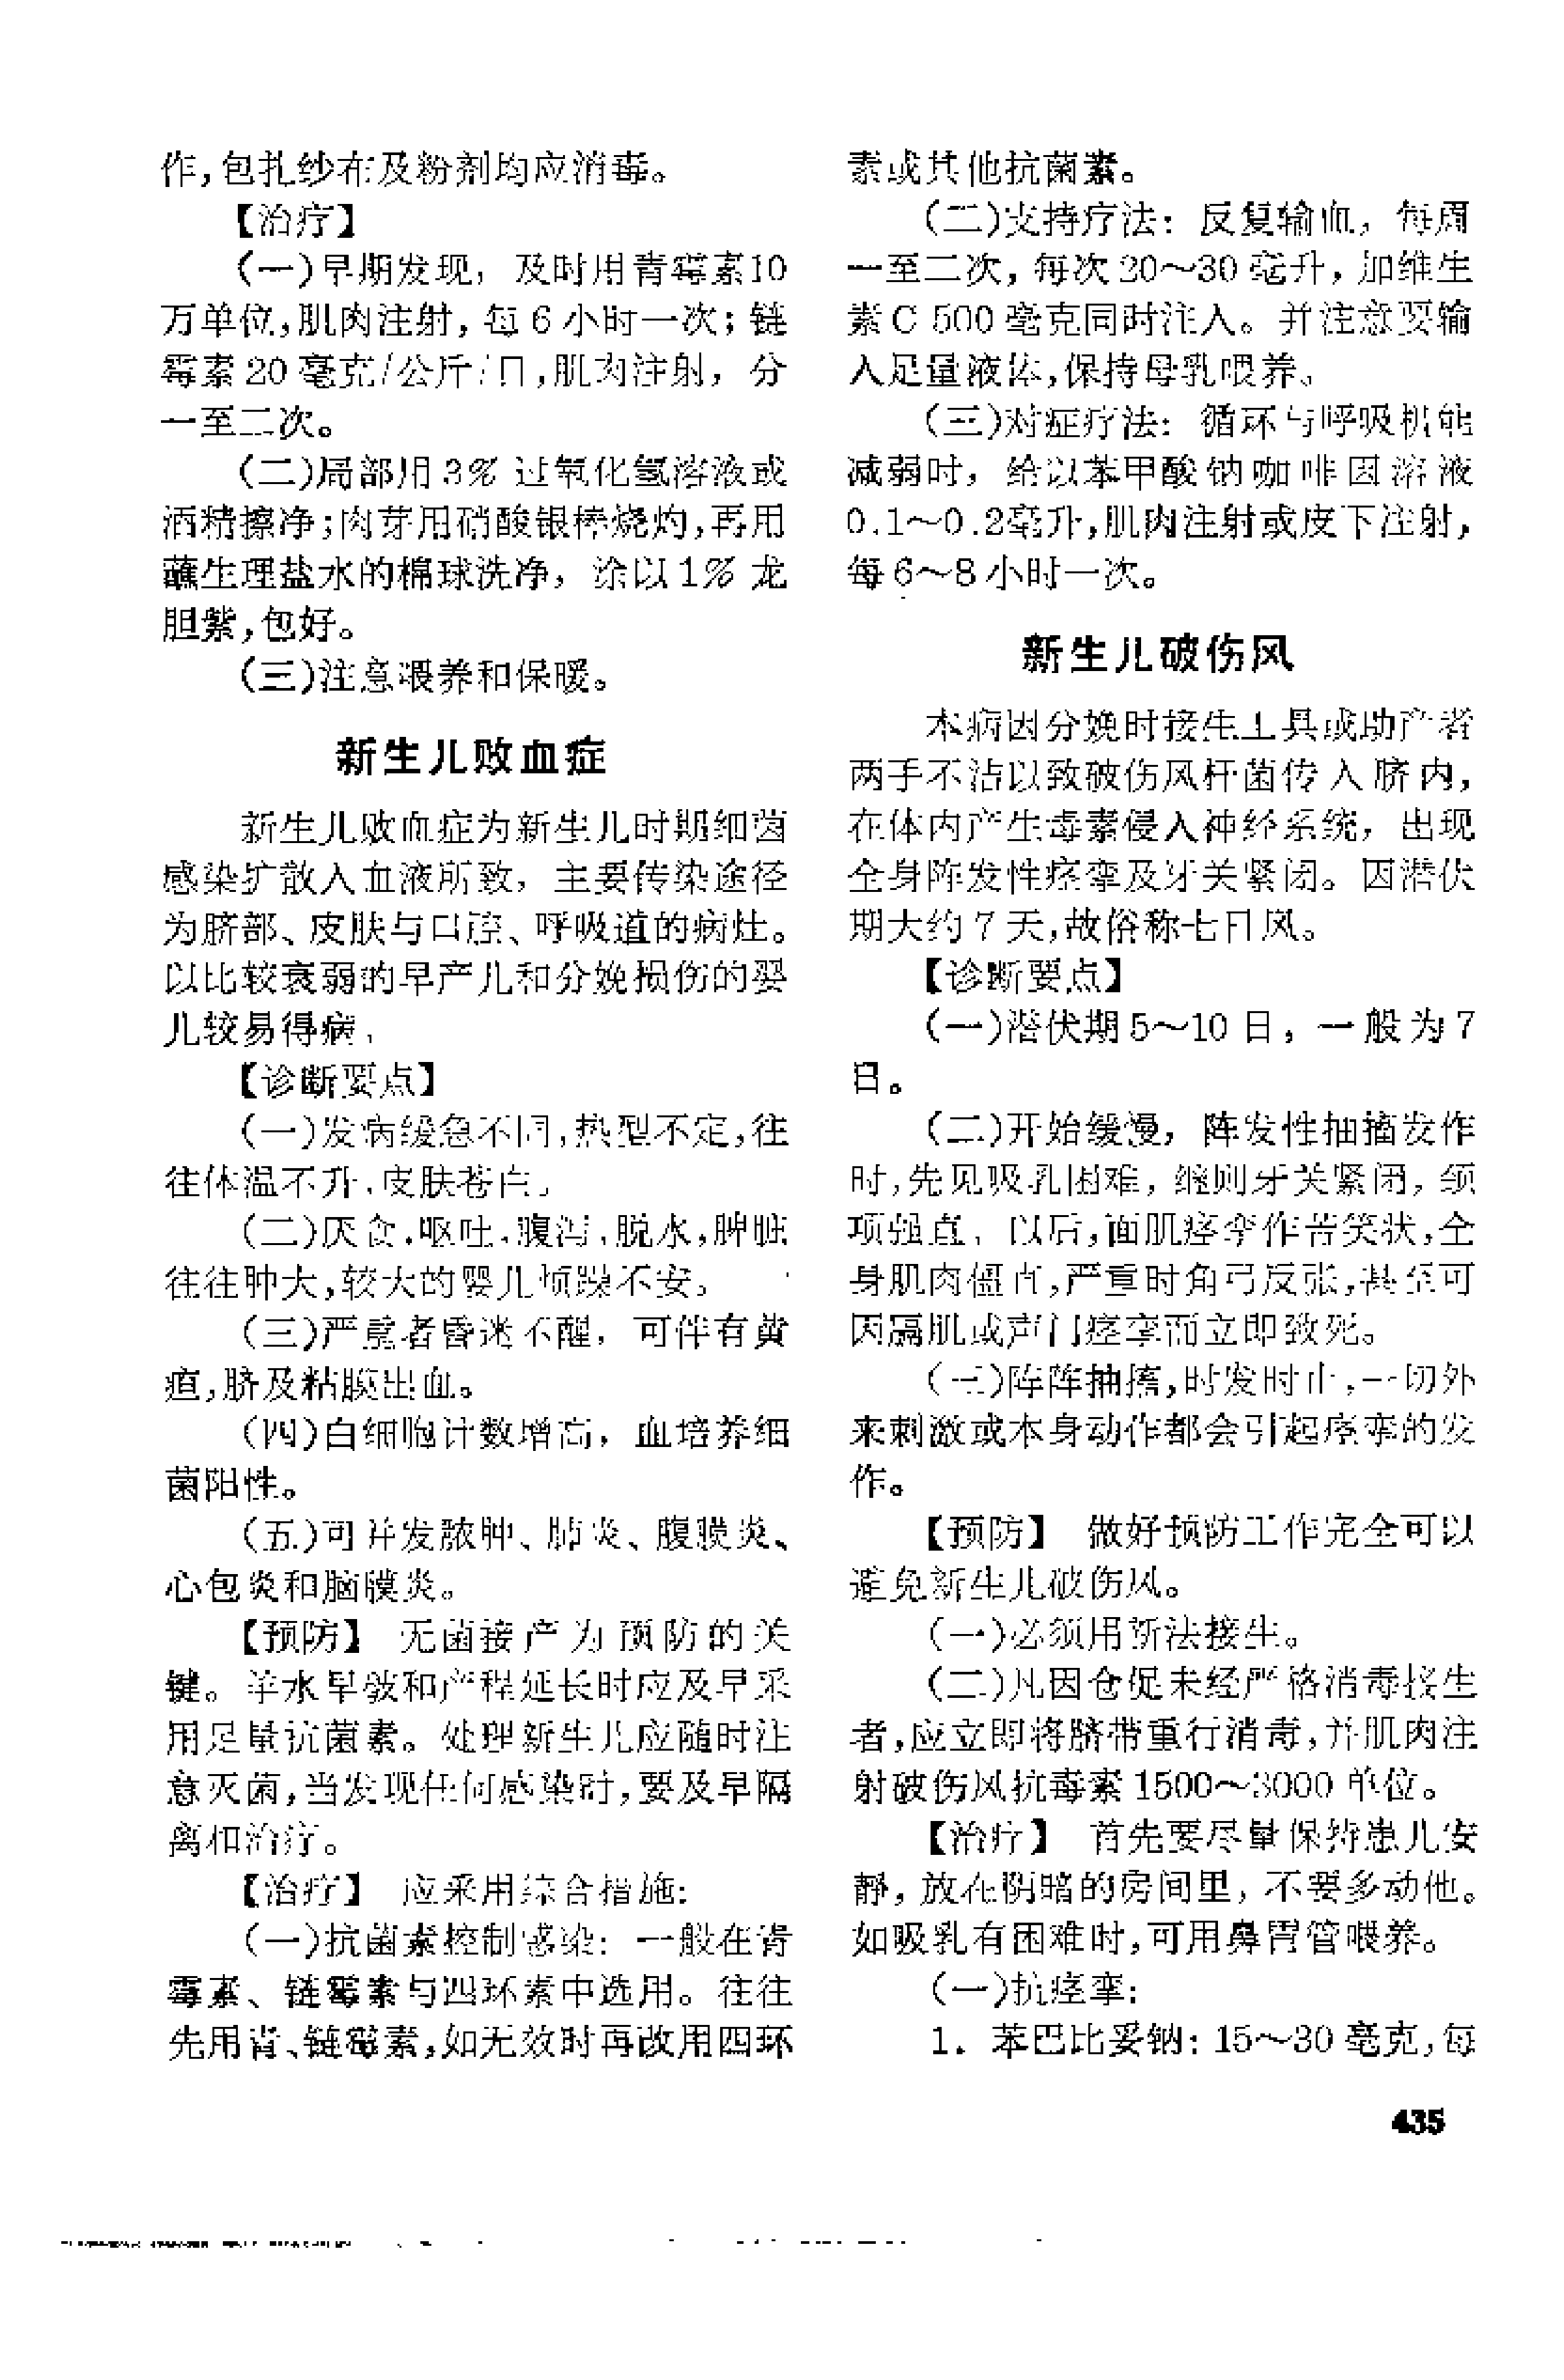 作,包扎纱布及粉剂均应消毒。
【治疗】
(一)早期发现，及时用青霉素10
万单位,肌肉注射，每6小时一次；链
霉素20毫克/公斤/日,肌肉注射，分
一至二次。
(二)局部用3%过氧化氢溶液或
酒精擦净;肉芽用硝酸银棒烧灼,再用
蘸生理盐水的棉球洗净，涂以1%龙
胆紫,包好。
(三)注意喂养和保暖。
新生儿败血症
新生儿败血症为新生儿时期细菌
感染扩散入血液所致，主要传染途径
为脐部、皮肤与口腔、呼吸道的病灶。
以比较衰弱的早产儿和分娩损伤的婴
儿较易得病。
【诊断要点】
(一)发病缓急不同,热型不定,往
往体温不升,皮肤苍白。
(二)厌食,呕吐,腹泻,脱水,脾脏
往往肿大,较大的婴儿烦躁不安。
(三)严重者昏迷不醒，可伴有黄
疸,脐及粘膜出血。
(四)白细胞计数增高，血培养细
菌阳性。
(五)可并发脓肿、肺炎、腹膜炎、
心包炎和脑膜炎。
【预防】 无菌接产为预防的关
键。羊水早破和产程延长时应及早采
用足量抗菌素。处理新生儿应随时注
意灭菌,当发现任何感染时,要及早隔
离和治疗。
【治疗】 应采用综合措施:
(一)抗菌素控制感染: 一般在青
霉素、链霉素与四环素中选用。往往
先用青、链霉素,如无效时再改用四环
素或其他抗菌素。
(二)支持疗法: 反复输血，每周
一至二次，每次20～30毫升，加维生
素C 500毫克同时注入。并注意要输
入足量液体,保持母乳喂养。
(三)对症疗法: 循环与呼吸机能
减弱时，给以苯甲酸钠咖啡因溶液
0.1～0.2毫升,肌肉注射或皮下注射,
每6～8小时一次。
新生儿破伤风
本病因分娩时接生工具或助产者
两手不洁以致破伤风杆菌传入脐内,
在体内产生毒素侵入神经系统，出现
全身阵发性痉挛及牙关紧闭。因潜伏
期大约7天,故俗称七日风。
【诊断要点】
(一)潜伏期5～10日，一般为7
日。
(二)开始缓慢，阵发性抽搐发作
时,先见吸乳困难，继则牙关紧闭，颈
项强直。以后,面肌痉挛作苦笑状,全
身肌肉僵直,严重时角弓反张,甚至可
因膈肌或声门痉挛而立即致死。
(三)阵阵抽搐,时发时止,一切外
来刺激或本身动作都会引起痉挛的发
作。
【预防】 做好预防工作完全可以
避免新生儿破伤风。
(一)必须用新法接生。
(二)凡因仓促未经严格消毒接生
者,应立即将脐带重行消毒,并肌肉注
射破伤风抗毒素1500～3000单位。
【治疗】 首先要尽量保持患儿安
静，放在阴暗的房间里，不要多动他。
如吸乳有困难时,可用鼻胃管喂养。
(一)抗痉挛:
1. 苯巴比妥钠: 15～30毫克,每
435